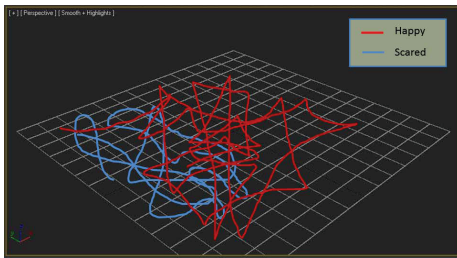 [ + ] [ Perspective ] [ Smooth + Highlights ]
Happy
Scared